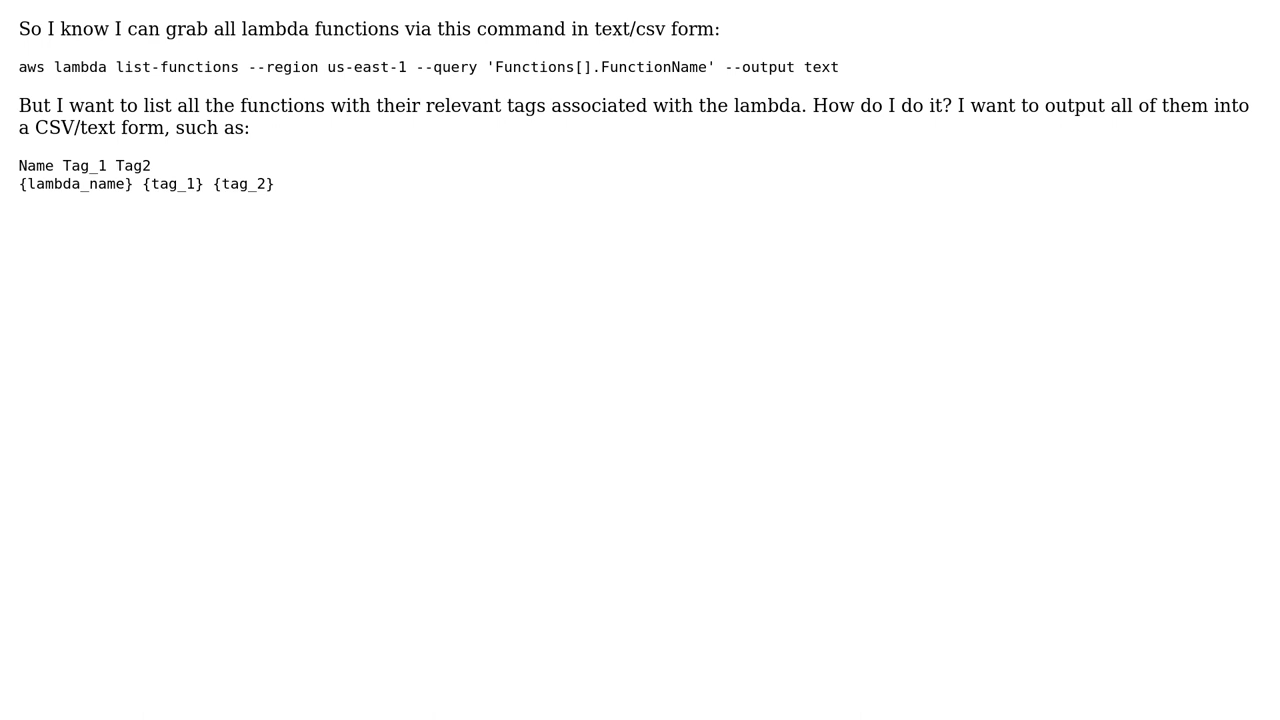 So I know I can grab all lambda functions via this command in text/csv form:
aws lambda list-functions --region us-east-1 --query 'Functions[].FunctionName' --output text
But I want to list all the functions with their relevant tags associated with the lambda. How do I do it? I want to output all of them into
a CSV/text form, such as:
Name Tag_1 Tag2
{lambda_name} {tag_1} {tag_2}